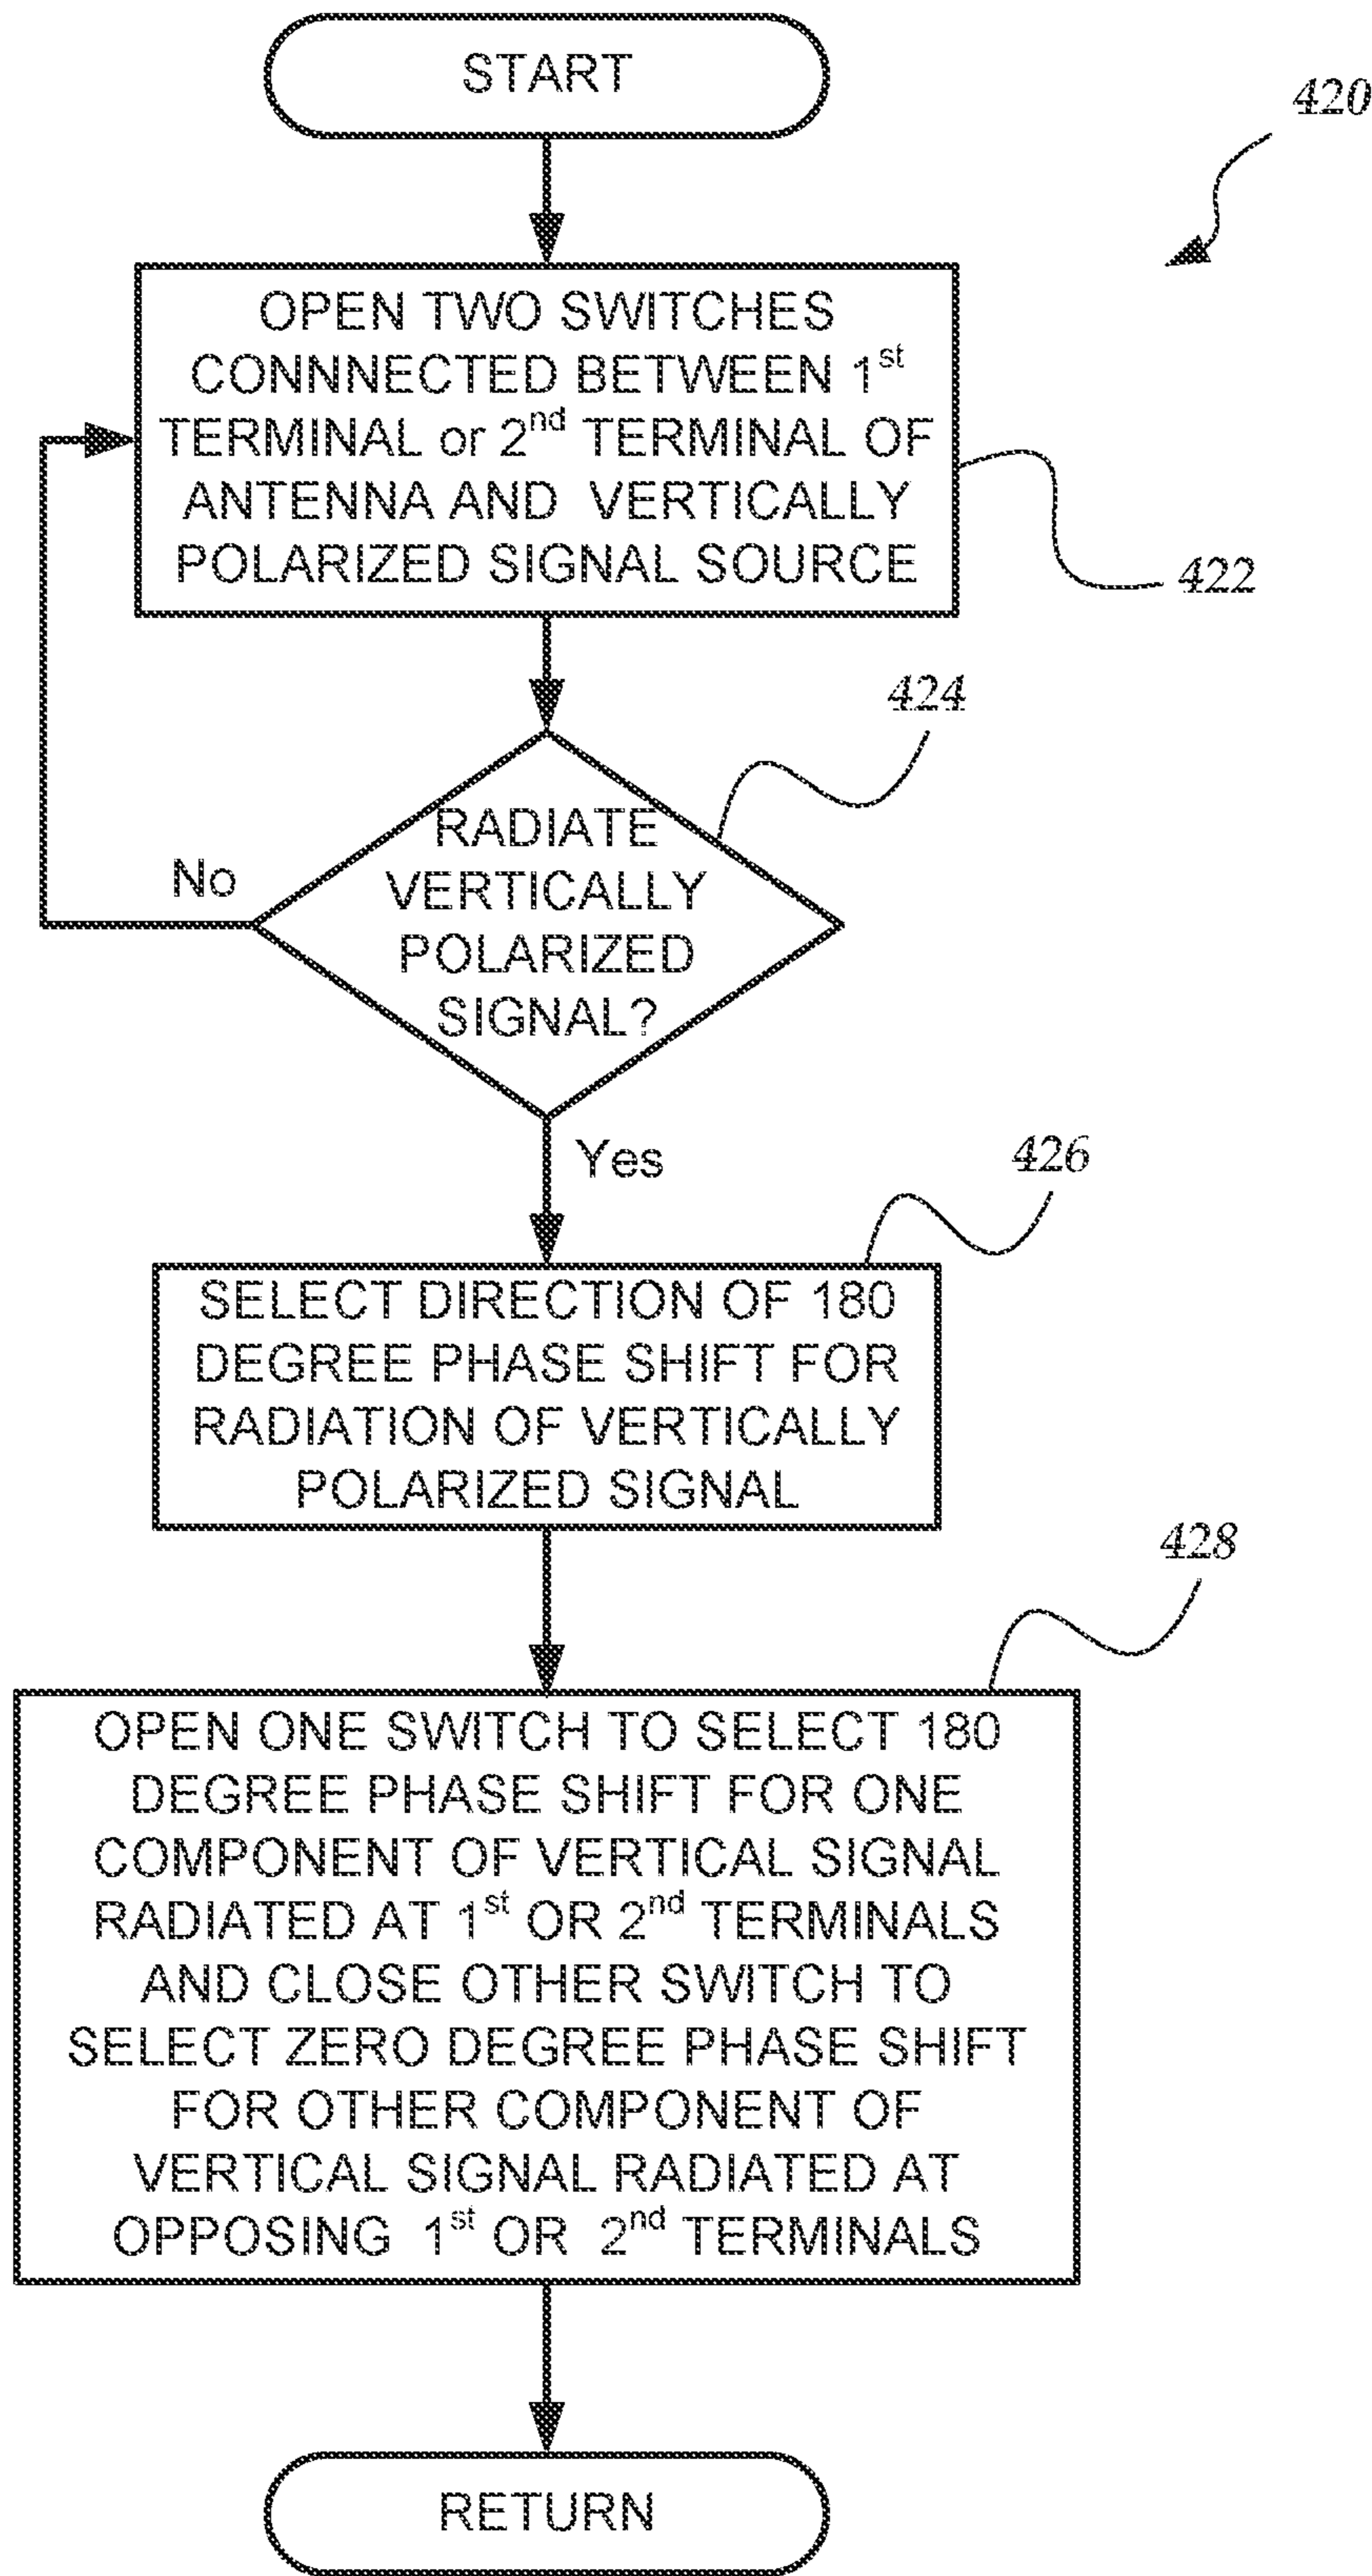 START
420
OPEN TWO SWITCHES
CONNNECTED BETWEEN 1st
TERMINAL or 2nd TERMINAL OF
ANTENNA AND VERTICALLY
POLARIZED SIGNAL SOURCE
422
424
RADIATE
VERTICALLY
POLARIZED
SIGNAL?
No
Yes
426
SELECT DIRECTION OF 180
DEGREE PHASE SHIFT FOR
RADIATION OF VERTICALLY
POLARIZED SIGNAL
428
OPEN ONE SWITCH TO SELECT 180
DEGREE PHASE SHIFT FOR ONE
COMPONENT OF VERTICAL SIGNAL
RADIATED AT 1st OR 2nd TERMINALS
AND CLOSE OTHER SWITCH TO
SELECT ZERO DEGREE PHASE SHIFT
FOR OTHER COMPONENT OF
VERTICAL SIGNAL RADIATED AT
OPPOSING 1st OR 2nd TERMINALS
RETURN